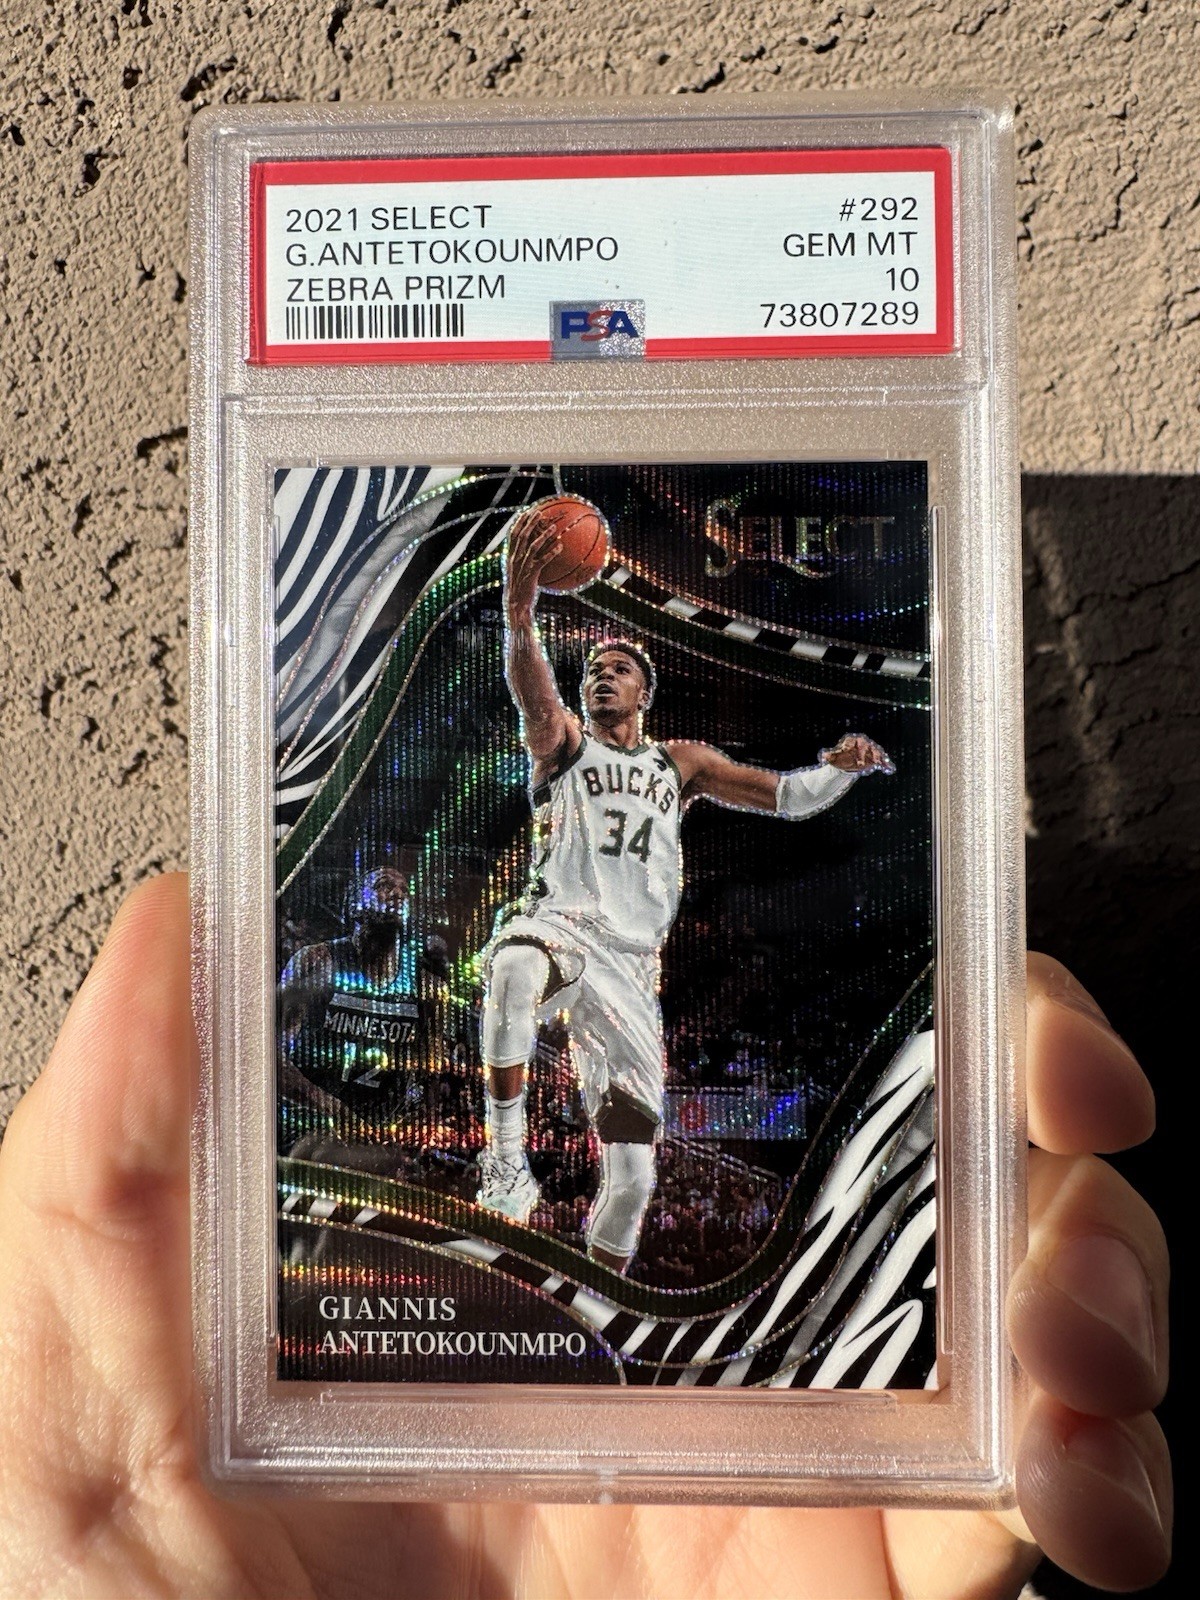 2021 SELECT
#292
G.ANTETOKOUNMPO
GEM MT
ZEBRA PRIZM
10
PSA
73807289
SELECT
BUCKS
34
MINNESOTA
12
GIANNIS
ANTETOKOUNMPO